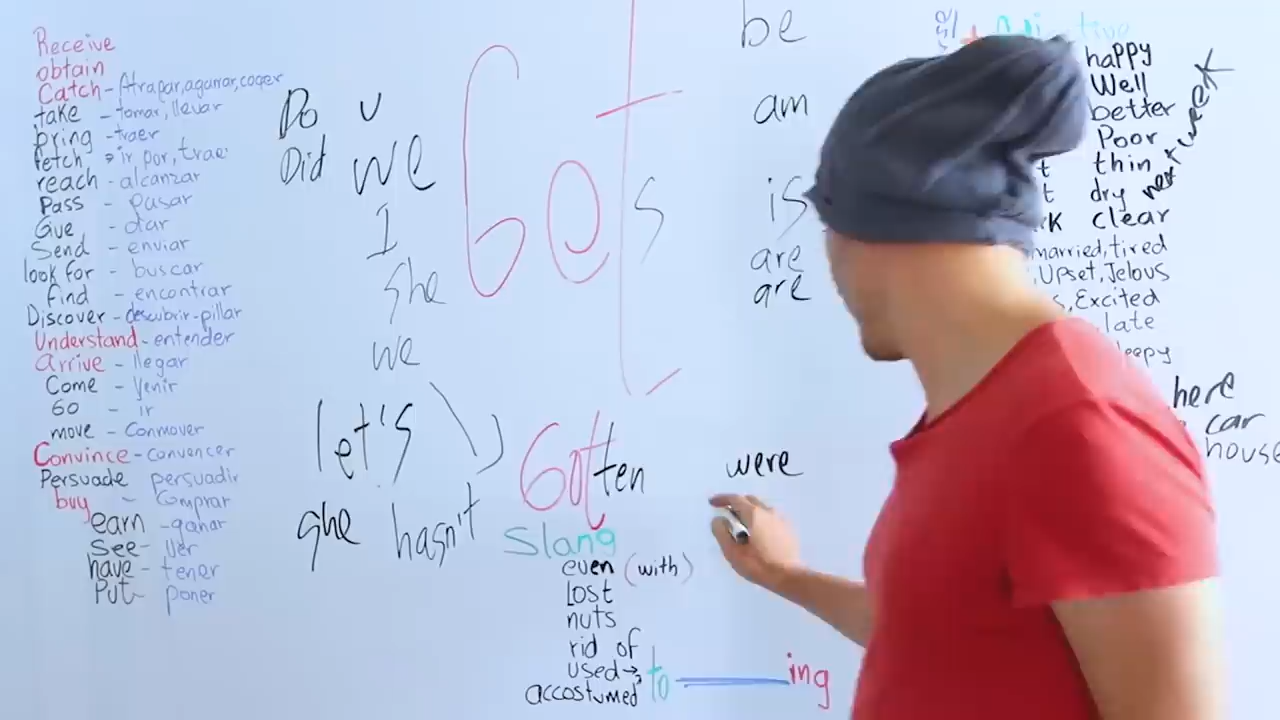 Receive
obtain
Catch - Atrapar, agarrar, coger
take - tomar, llevar
bring - traer
fetch → ir por, traer
reach - alcanzar
Pass - pasar
Give - dar
Send - enviar
look for - buscar
find - encontrar
Discover - descubrir-pillar
Understand - entender
arrive - llegar
Come - Venir
Go - ir
move - Conmover
Convince - convencer
Persuade persuadir
buy - Comprar
earn - ganar
See - Ver
have - tener
Put - poner
Do u
Did we
I
she
we
let's
she hasn't
Gets
Gotten
Slang
even (with)
Lost
nuts
rid of
used →
accostumed
to ing
be
am
is
are
are
were
happy
Well
better
Poor
thin
dry
clear
next week
married, tired
Upset, Jelous
Excited
late
here
car
house